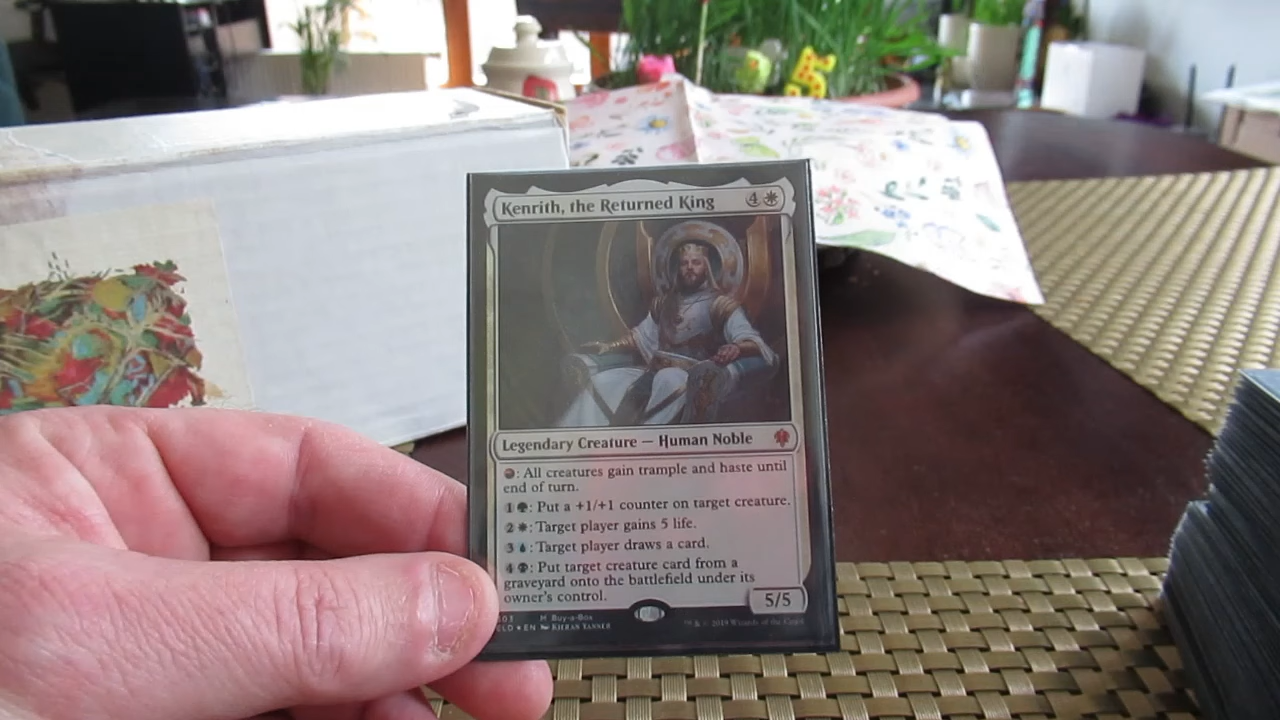 Kenrith, the Returned King 4
Legendary Creature — Human Noble
: All creatures gain trample and haste until
end of turn.
1 : Put a +1/+1 counter on target creature.
2 : Target player gains 5 life.
3 : Target player draws a card.
4 : Put target creature card from a
graveyard onto the battlefield under its
owner's control.
5/5
M Buy-a-Box
EN Kieran Yanner
™ & © 2019 Wizards of the Coast